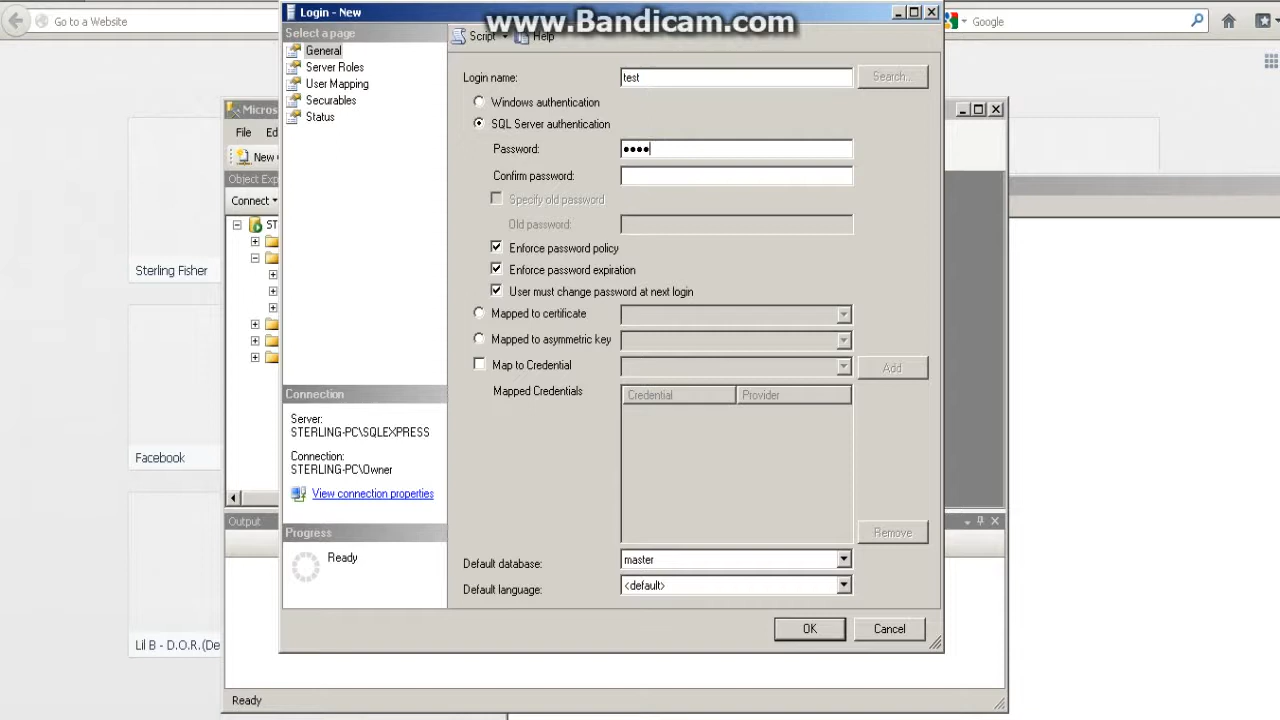 Go to a Website
Login - New
www.Bandicam.com
Google
Select a page
General
Server Roles
User Mapping
Securables
Status
Script
Help
Login name:
test
Search...
Windows authentication
SQL Server authentication
Password:
Confirm password:
Specify old password
Old password:
Enforce password policy
Enforce password expiration
User must change password at next login
Mapped to certificate
Mapped to asymmetric key
Map to Credential
Add
Mapped Credentials
Credential
Provider
Remove
Default database:
master
Default language:
<default>
OK
Cancel
Connection
Server:
STERLING-PC\SQLEXPRESS
Connection:
STERLING-PC\Owner
View connection properties
Progress
Ready
Micros
File
Ed
New
Object Exp
Connect
ST
Output
Ready
Sterling Fisher
Facebook
Lil B - D.O.R.(De